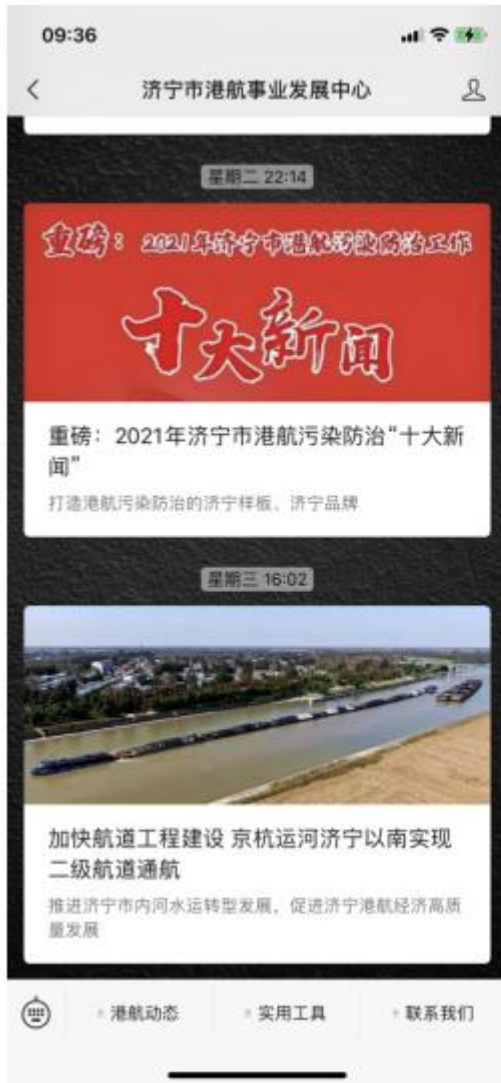 09:36
济宁市港航事业发展中心
星期二 22:14
重磅：2021年济宁市港航污染防治工作
十大新闻
重磅：2021年济宁市港航污染防治“十大新
闻”
打造港航污染防治的济宁样板、济宁品牌
星期三 16:02
加快航道工程建设 京杭运河济宁以南实现
二级航道通航
推进济宁市内河水运转型发展，促进济宁港航经济高质
量发展
港航动态
实用工具
联系我们